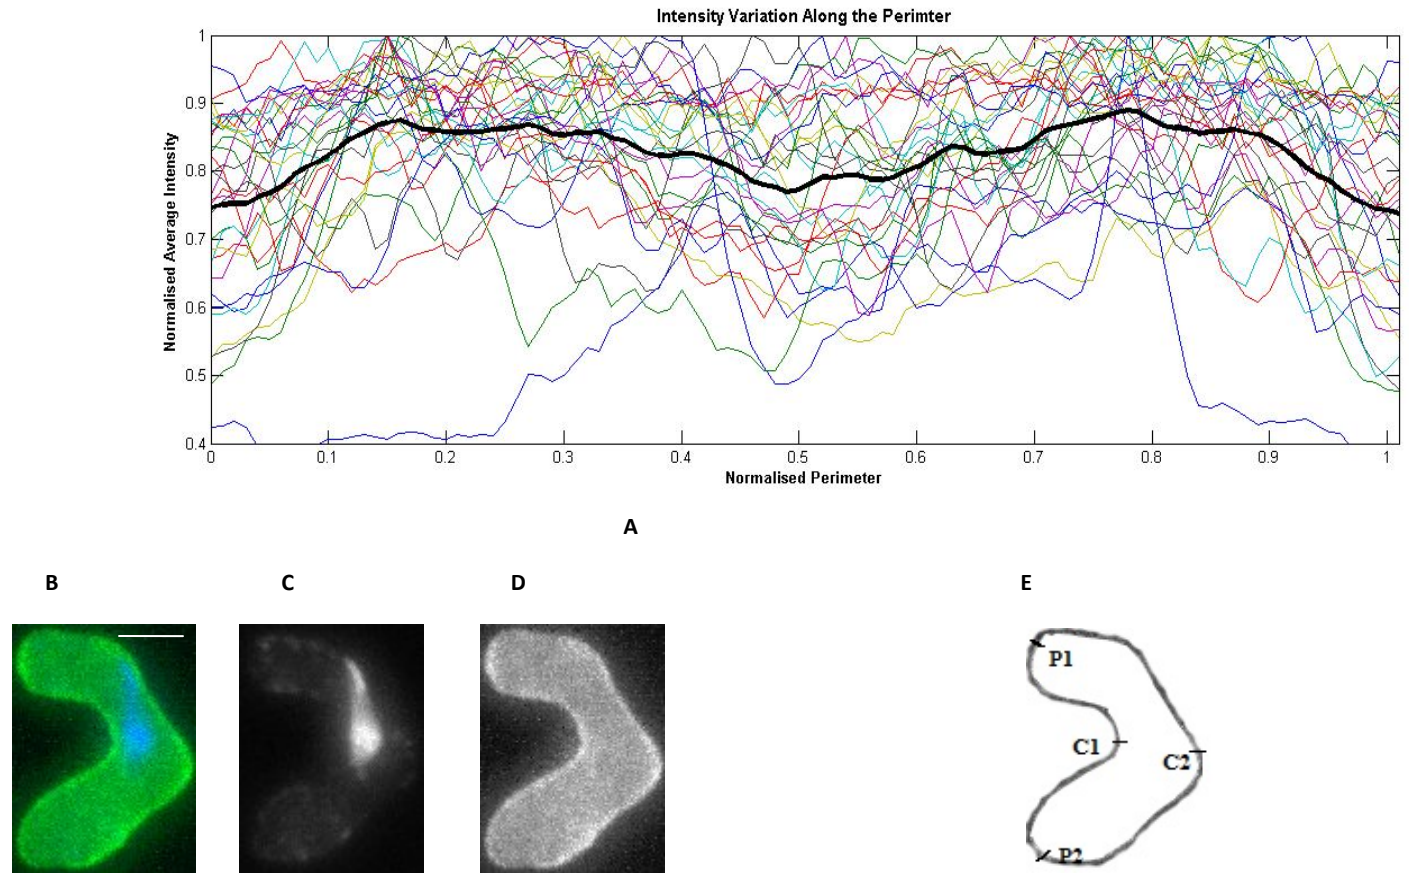 Intensity Variation Along the Perimter
Normalised Average Intensity
1
0.9
0.8
0.7
0.6
0.5
0.4
0 0.1 0.2 0.3 0.4 0.5 0.6 0.7 0.8 0.9 1
Normalised Perimeter
A
B C D E
P1
C1
C2
P2